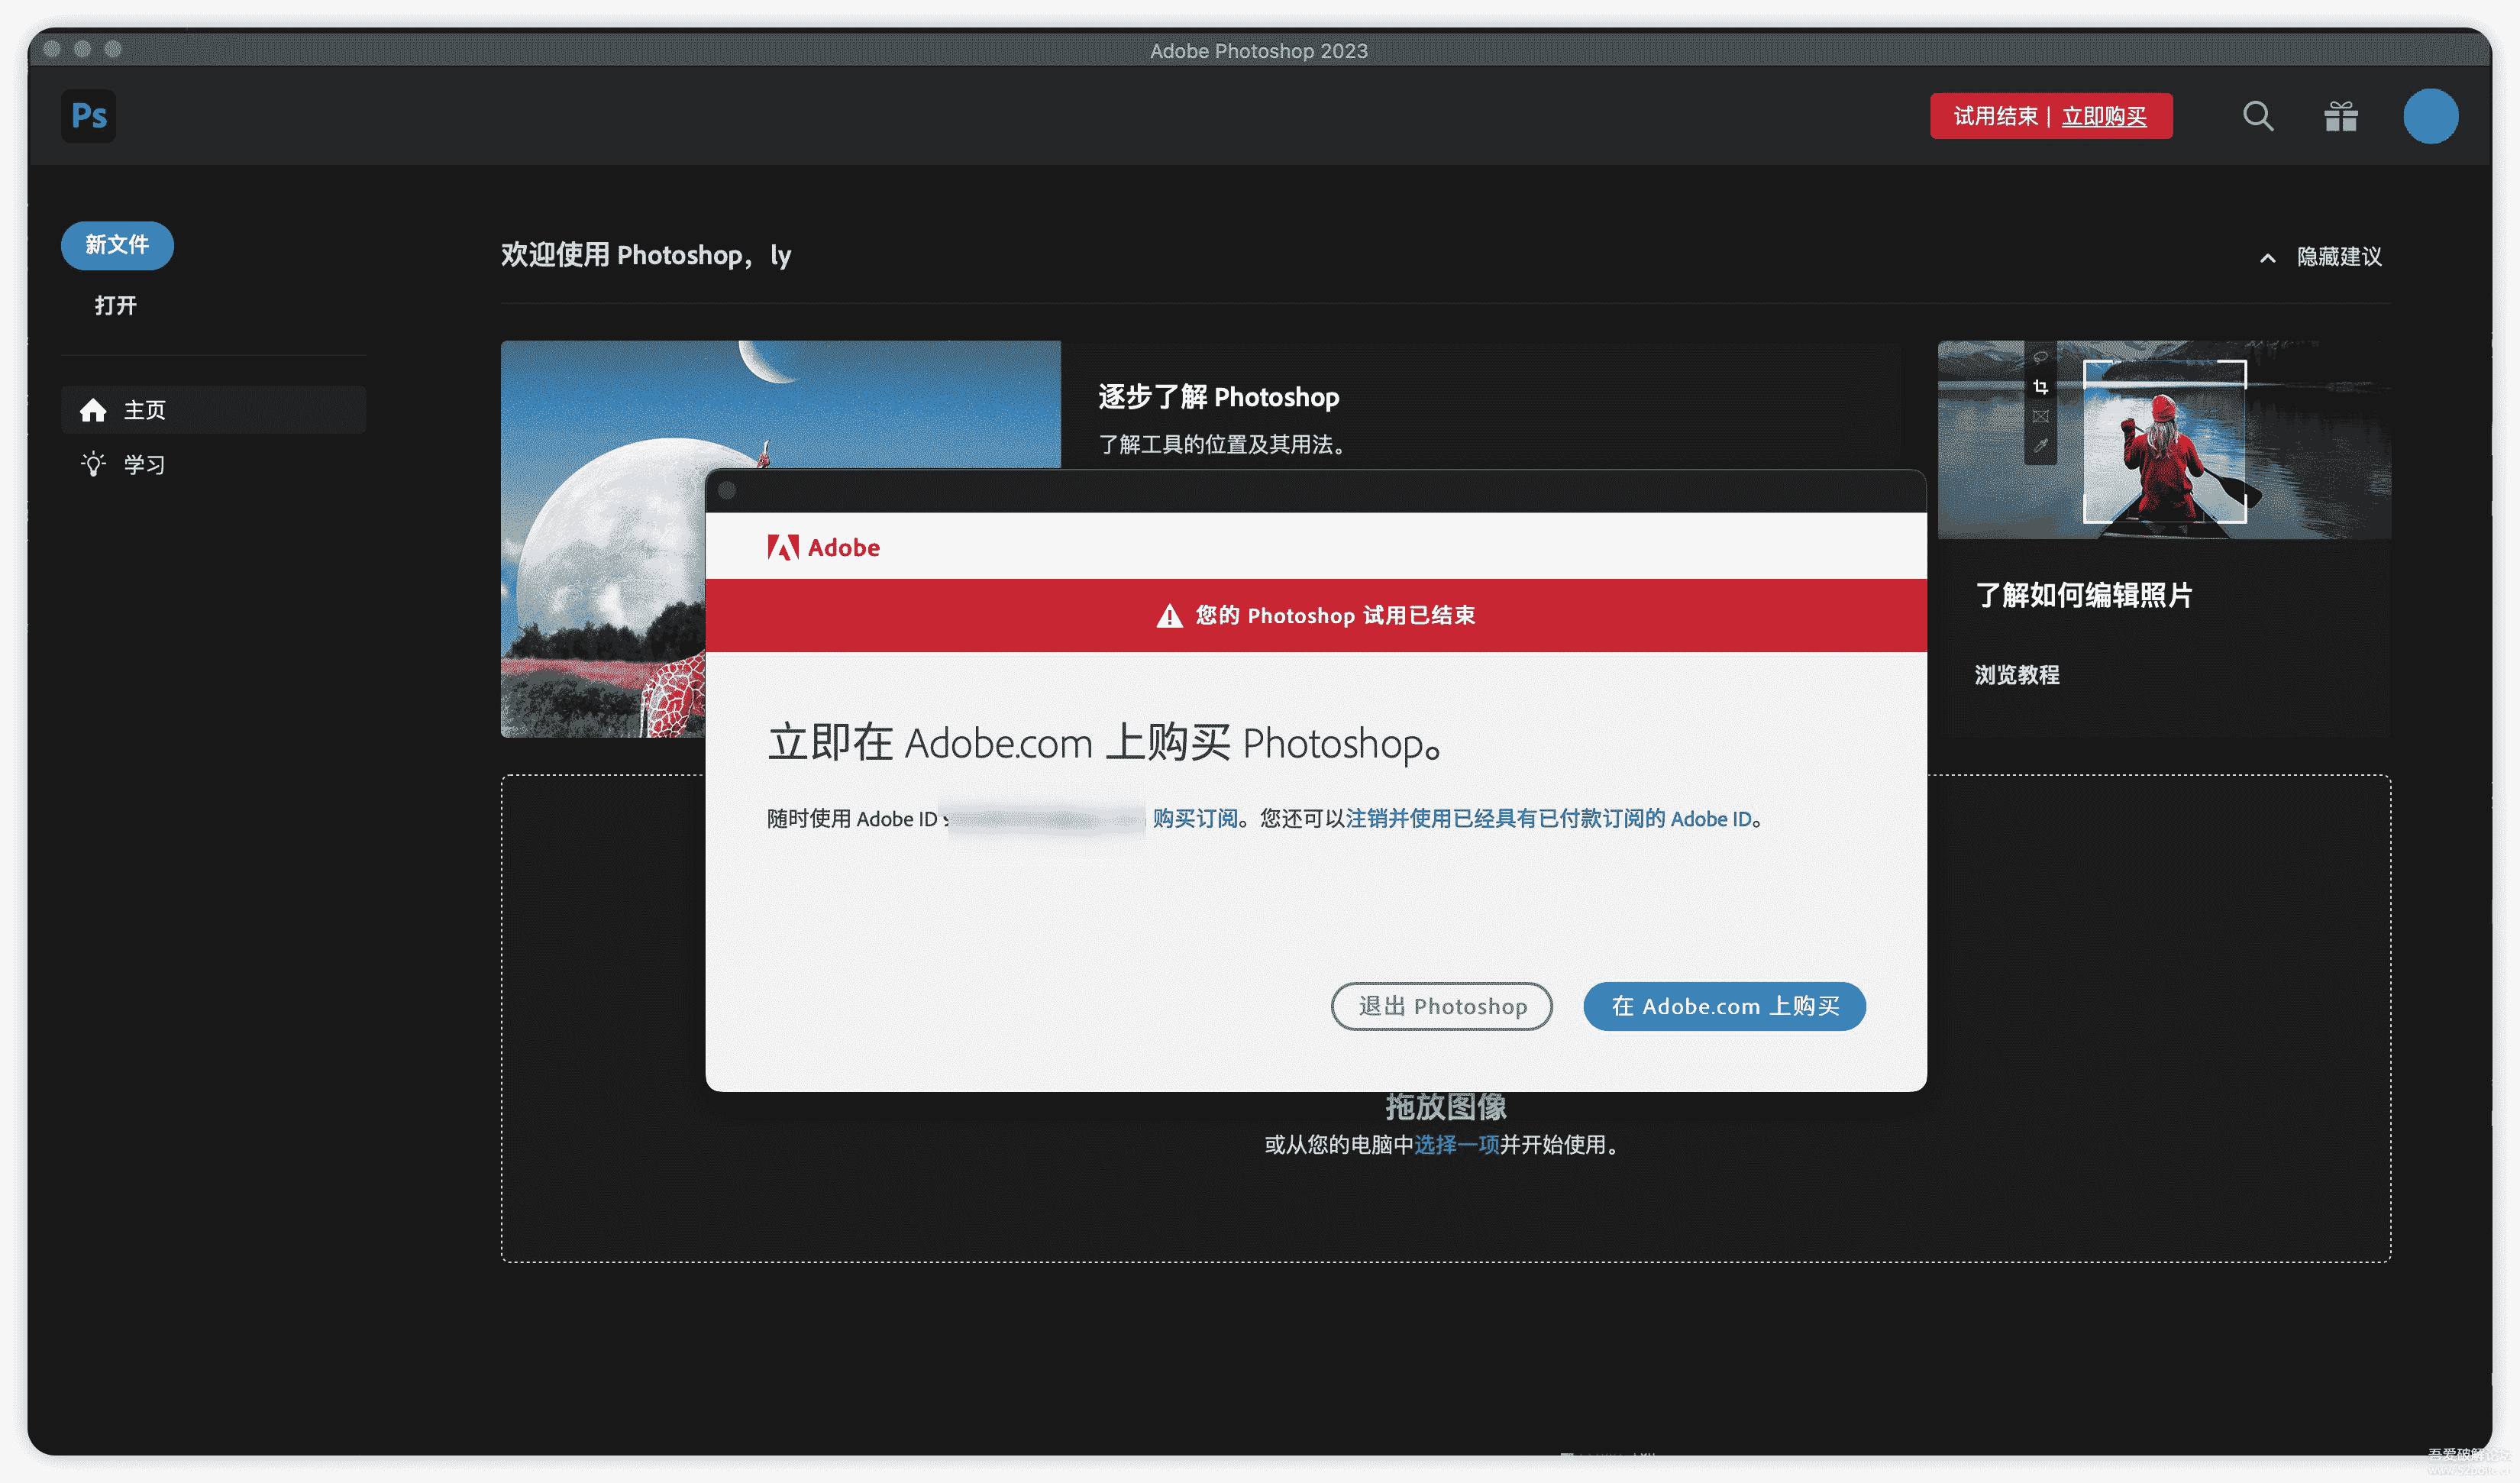 Adobe Photoshop 2023
Ps
试用结束 | 立即购买
新文件
打开
主页
学习
欢迎使用 Photoshop，ly
隐藏建议
逐步了解 Photoshop
了解工具的位置及其用法。
了解如何编辑照片
浏览教程
Adobe
您的 Photoshop 试用已结束
立即在 Adobe.com 上购买 Photoshop。
随时使用 Adobe ID 购买订阅。您还可以注销并使用已经具有已付款订阅的 Adobe ID。
退出 Photoshop
在 Adobe.com 上购买
拖放图像
或从您的电脑中选择一项并开始使用。